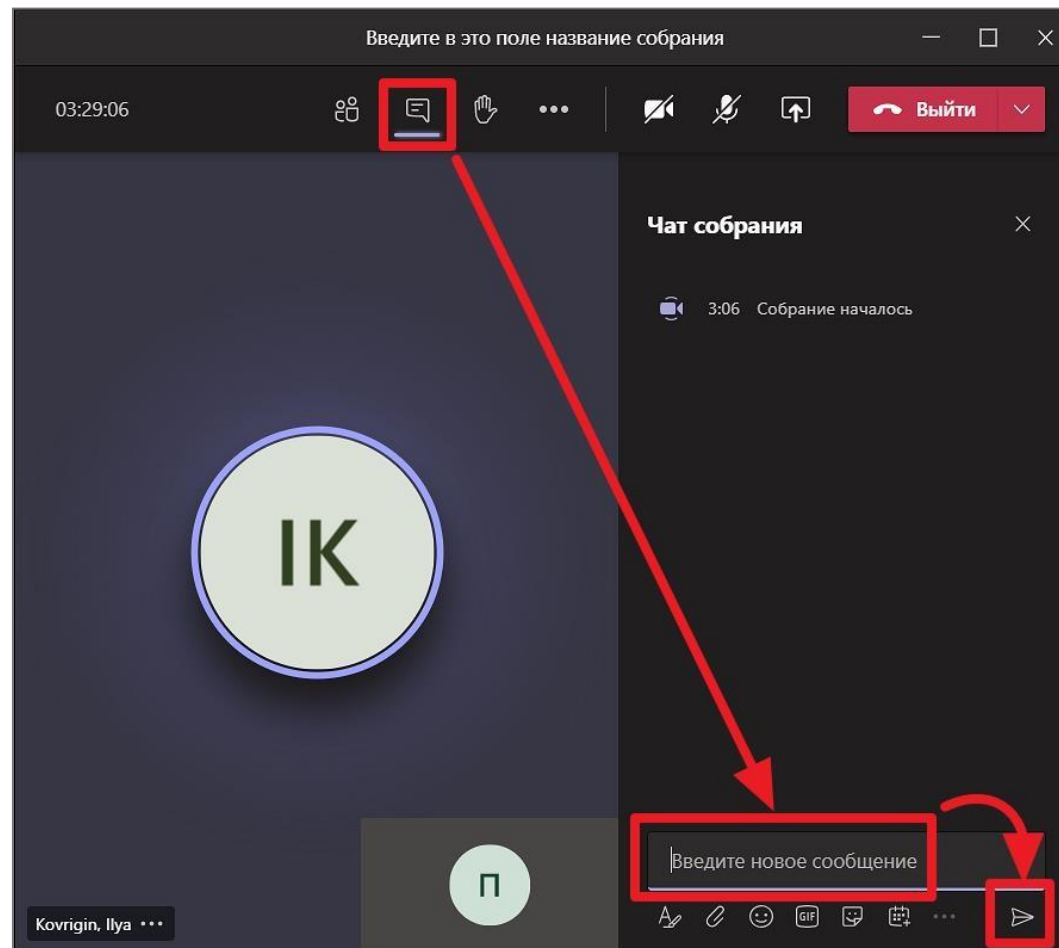 Введите в это поле название собрания
03:29:06
Выйти
Чат собрания
3:06 Собрание началось
IK
П
Введите новое сообщение
GIF
Kovrigin, Ilya